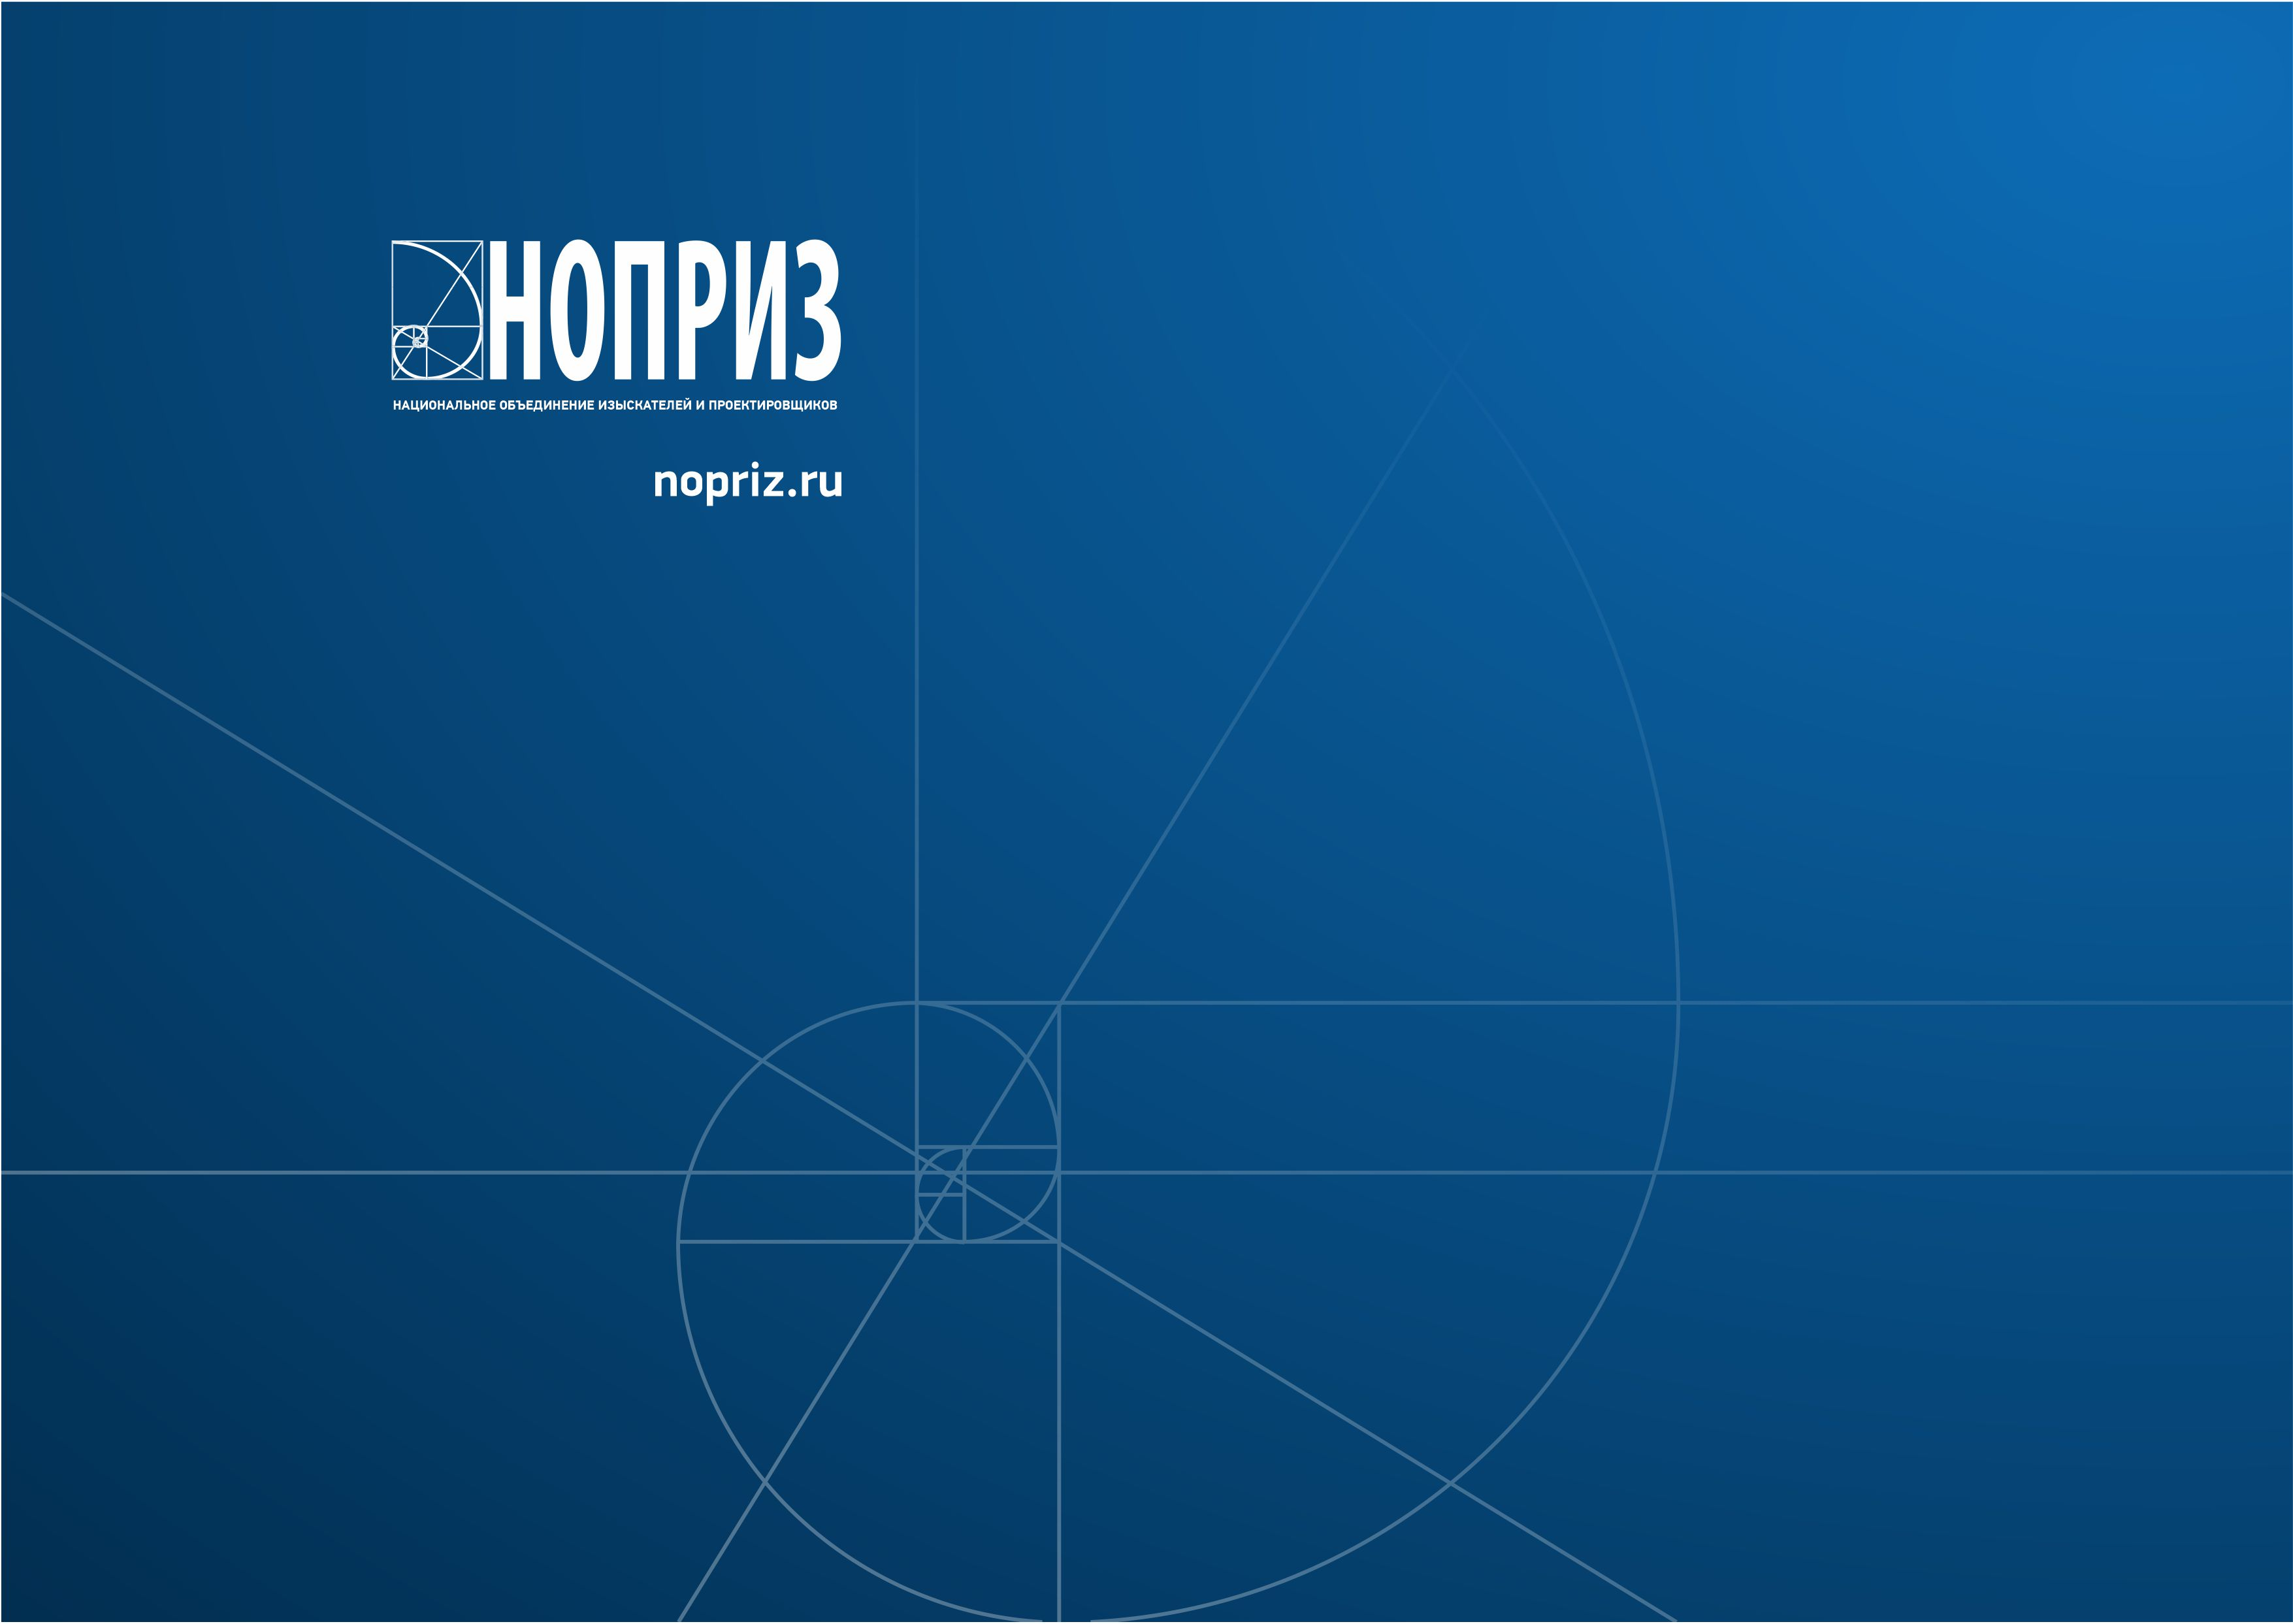 НОПРИЗ
НАЦИОНАЛЬНОЕ ОБЪЕДИНЕНИЕ ИЗЫСКАТЕЛЕЙ И ПРОЕКТИРОВЩИКОВ
nopriz.ru